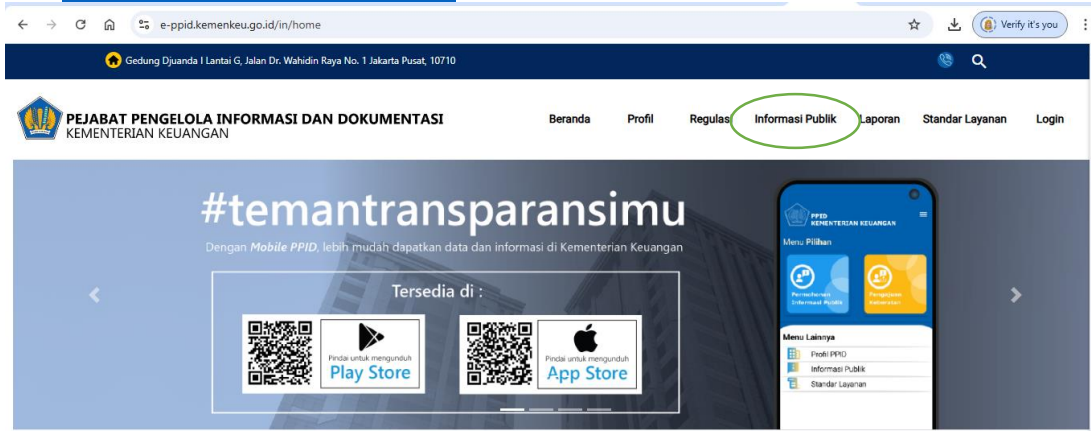 e-ppid.kemenkeu.go.id/in/home
Verify it's you
Gedung Djuanda I Lantai G, Jalan Dr. Wahidin Raya No. 1 Jakarta Pusat, 10710
PEJABAT PENGELOLA INFORMASI DAN DOKUMENTASI
KEMENTERIAN KEUANGAN
Beranda Profil Regulasi Informasi Publik Laporan Standar Layanan Login
#temantransparansimu
Dengan Mobile PPID, lebih mudah dapatkan data dan informasi di Kementerian Keuangan
Tersedia di :
Pindai untuk mengunduh
Play Store
Pindai untuk mengunduh
App Store
PPID
KEMENTERIAN KEUANGAN
Menu Pilihan
Permohonan
Informasi Publik
Pengajuan
Keberatan
Menu Lainnya
Profil PPID
Informasi Publik
Standar Layanan